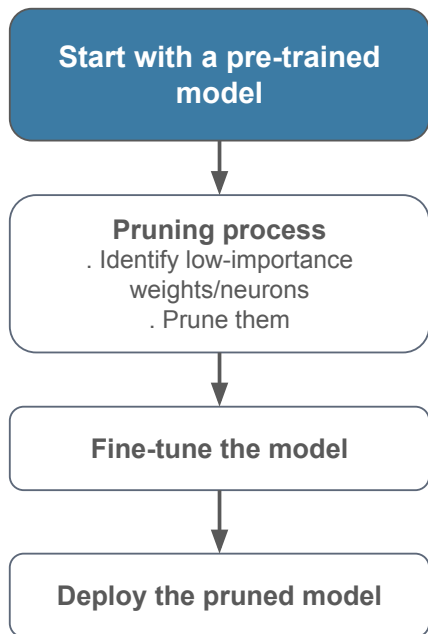 Start with a pre-trained
model
Pruning process
. Identify low-importance
weights/neurons
. Prune them
Fine-tune the model
Deploy the pruned model